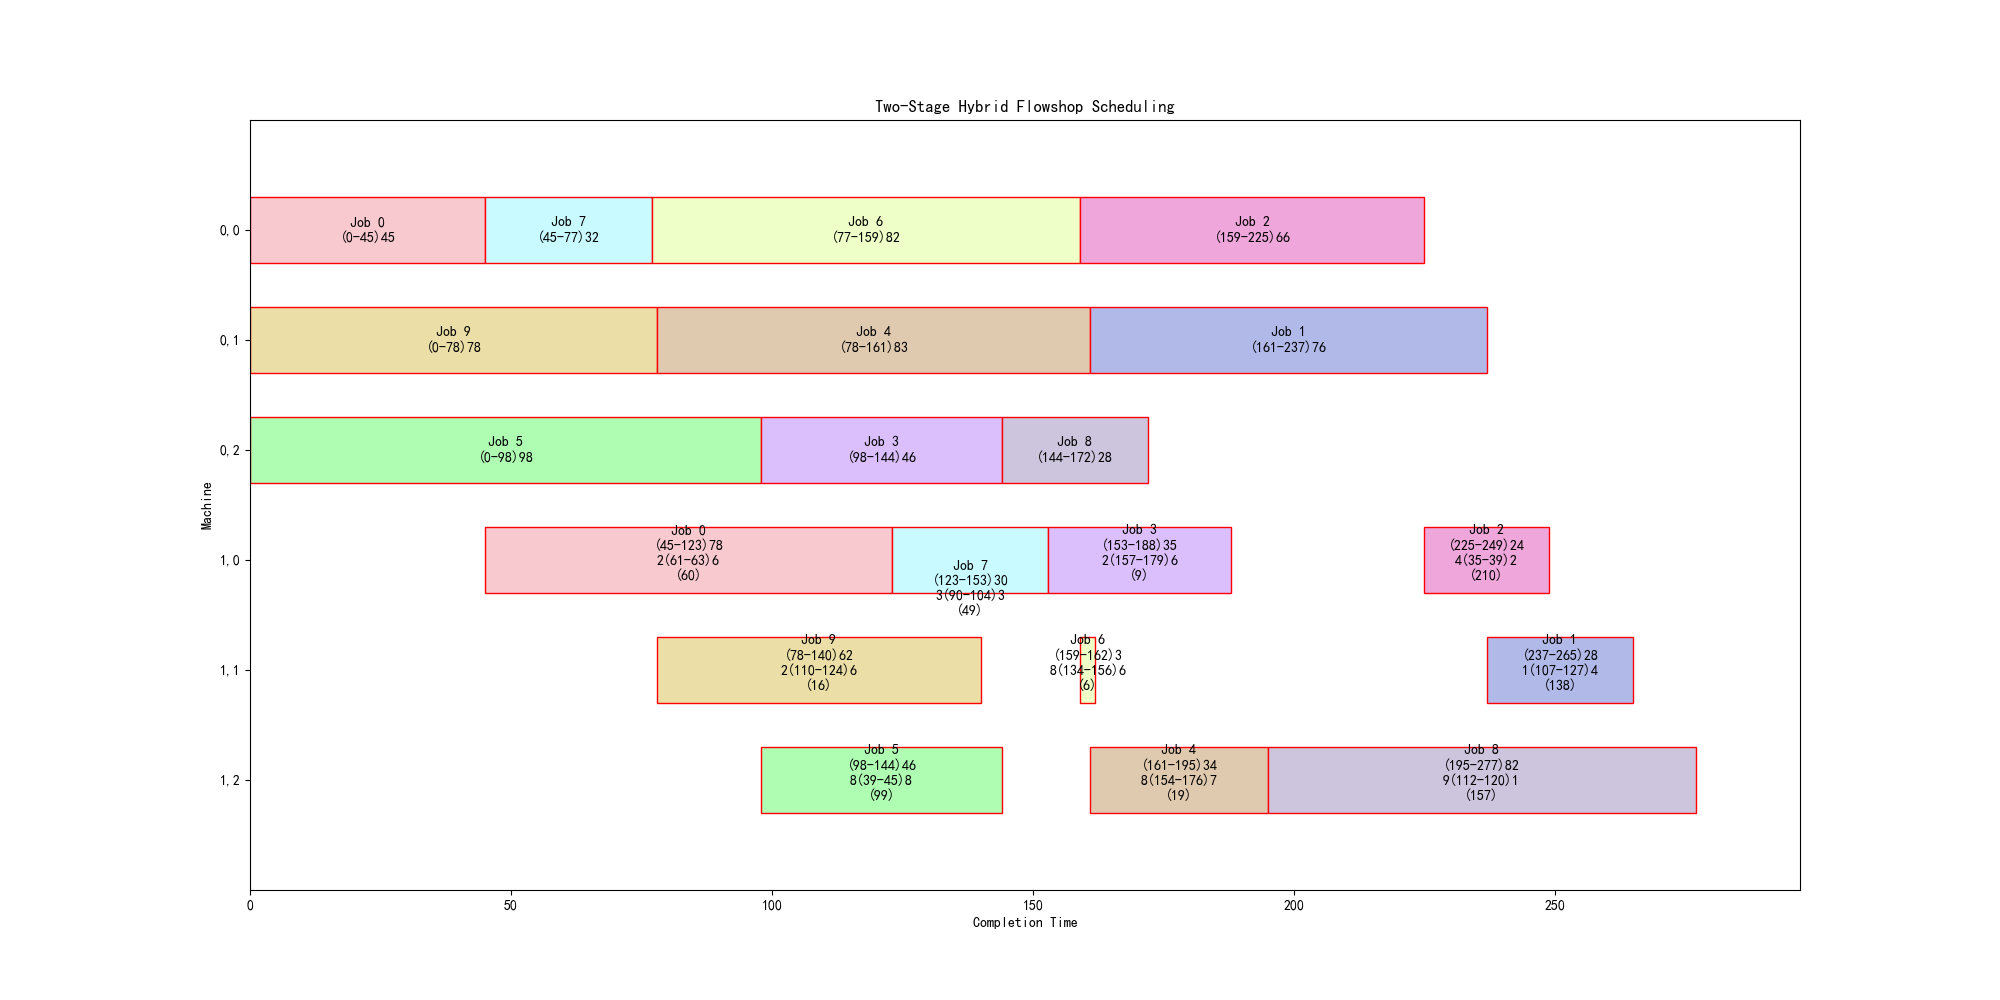 Two-Stage Hybrid Flowshop Scheduling
Machine
0,0
Job 0
(0-45)45
Job 7
(45-77)32
Job 6
(77-159)82
Job 2
(159-225)66
0,1
Job 9
(0-78)78
Job 4
(78-161)83
Job 1
(161-237)76
0,2
Job 5
(0-98)98
Job 3
(98-144)46
Job 8
(144-172)28
1,0
Job 0
(45-123)78
2(61-63)6
(60)
Job 7
(123-153)30
3(90-104)3
(49)
Job 3
(153-188)35
2(157-179)6
(9)
Job 2
(225-249)24
4(35-39)2
(210)
1,1
Job 9
(78-140)62
2(110-124)6
(16)
Job 6
(159-162)3
8(134-156)6
(6)
Job 1
(237-265)28
1(107-127)4
(138)
1,2
Job 5
(98-144)46
8(39-45)8
(99)
Job 4
(161-195)34
8(154-176)7
(19)
Job 8
(195-277)82
9(112-120)1
(157)
0
50
100
150
200
250
Completion Time